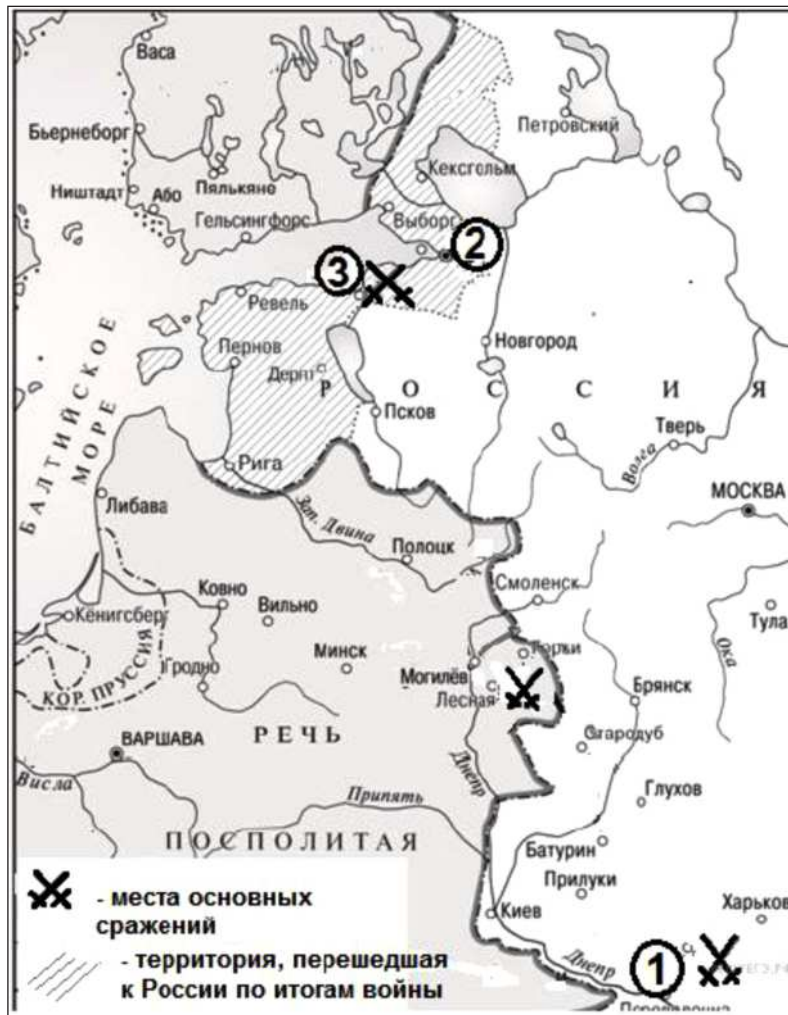 Васа
Петровский
Бьернеборг
Кексгольм
Ништадт
Або
Пялькяне
Гельсингфорс
Выборг
2
3
Ревель
Новгород
Пернов
Дерпт
РОССИЯ
Псков
Тверь
БАЛТИЙСКОЕ
МОРЕ
Рига
Волга
МОСКВА
Либава
Зап. Двина
Полоцк
Смоленск
Ковно
Вильно
Кёнигсберг
Тула
Ока
Горки
Минск
Могилёв
КОР. ПРУССИЯ
Гродно
Лесная
Брянск
РЕЧЬ
ВАРШАВА
Стародуб
Днепр
Висла
Припять
Глухов
ПОСПОЛИТАЯ
Батурин
Прилуки
Харьков
- места основных
сражений
Киев
Днепр
1
- территория, перешедшая
к России по итогам войны